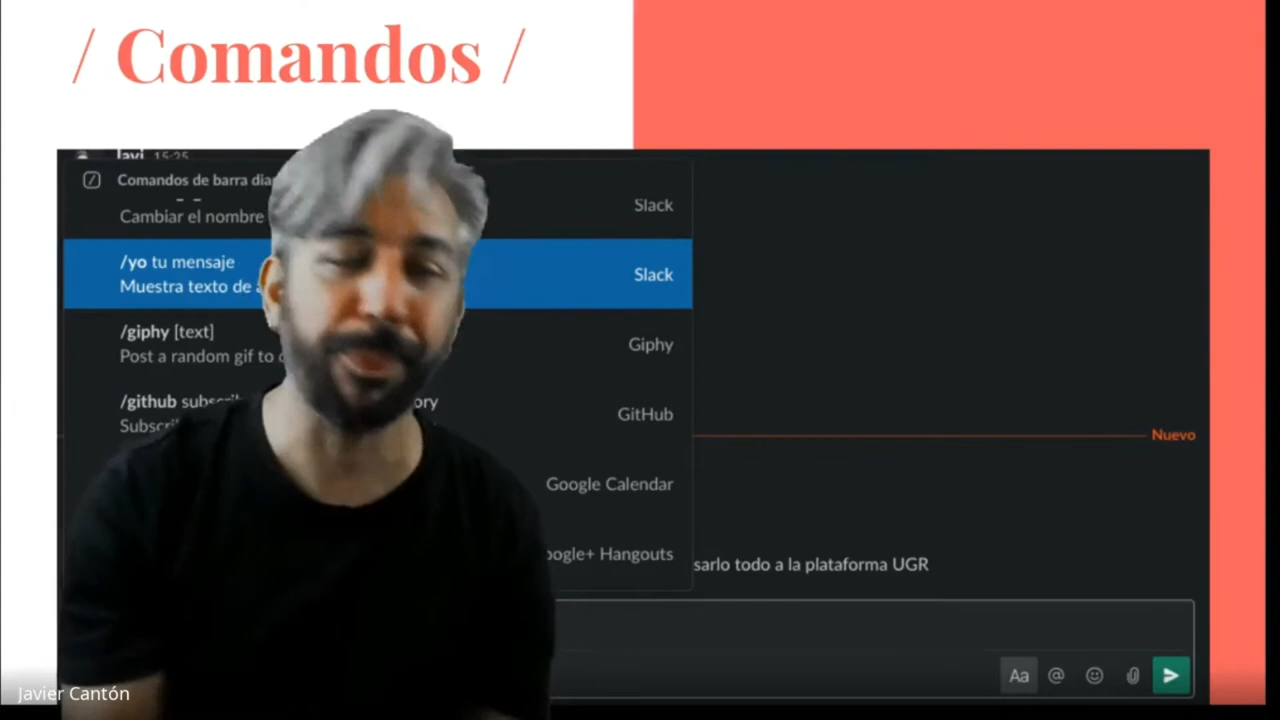 / Comandos /
Javi 15:25
Comandos de barra
Cambiar el nombre
Slack
/yo tu mensaje
Muestra texto de
Slack
/giphy [text]
Post a random gif to
Giphy
/github
GitHub
Nuevo
Google Calendar
Hangouts
todo a la plataforma UGR
Aa
Javier Cantón